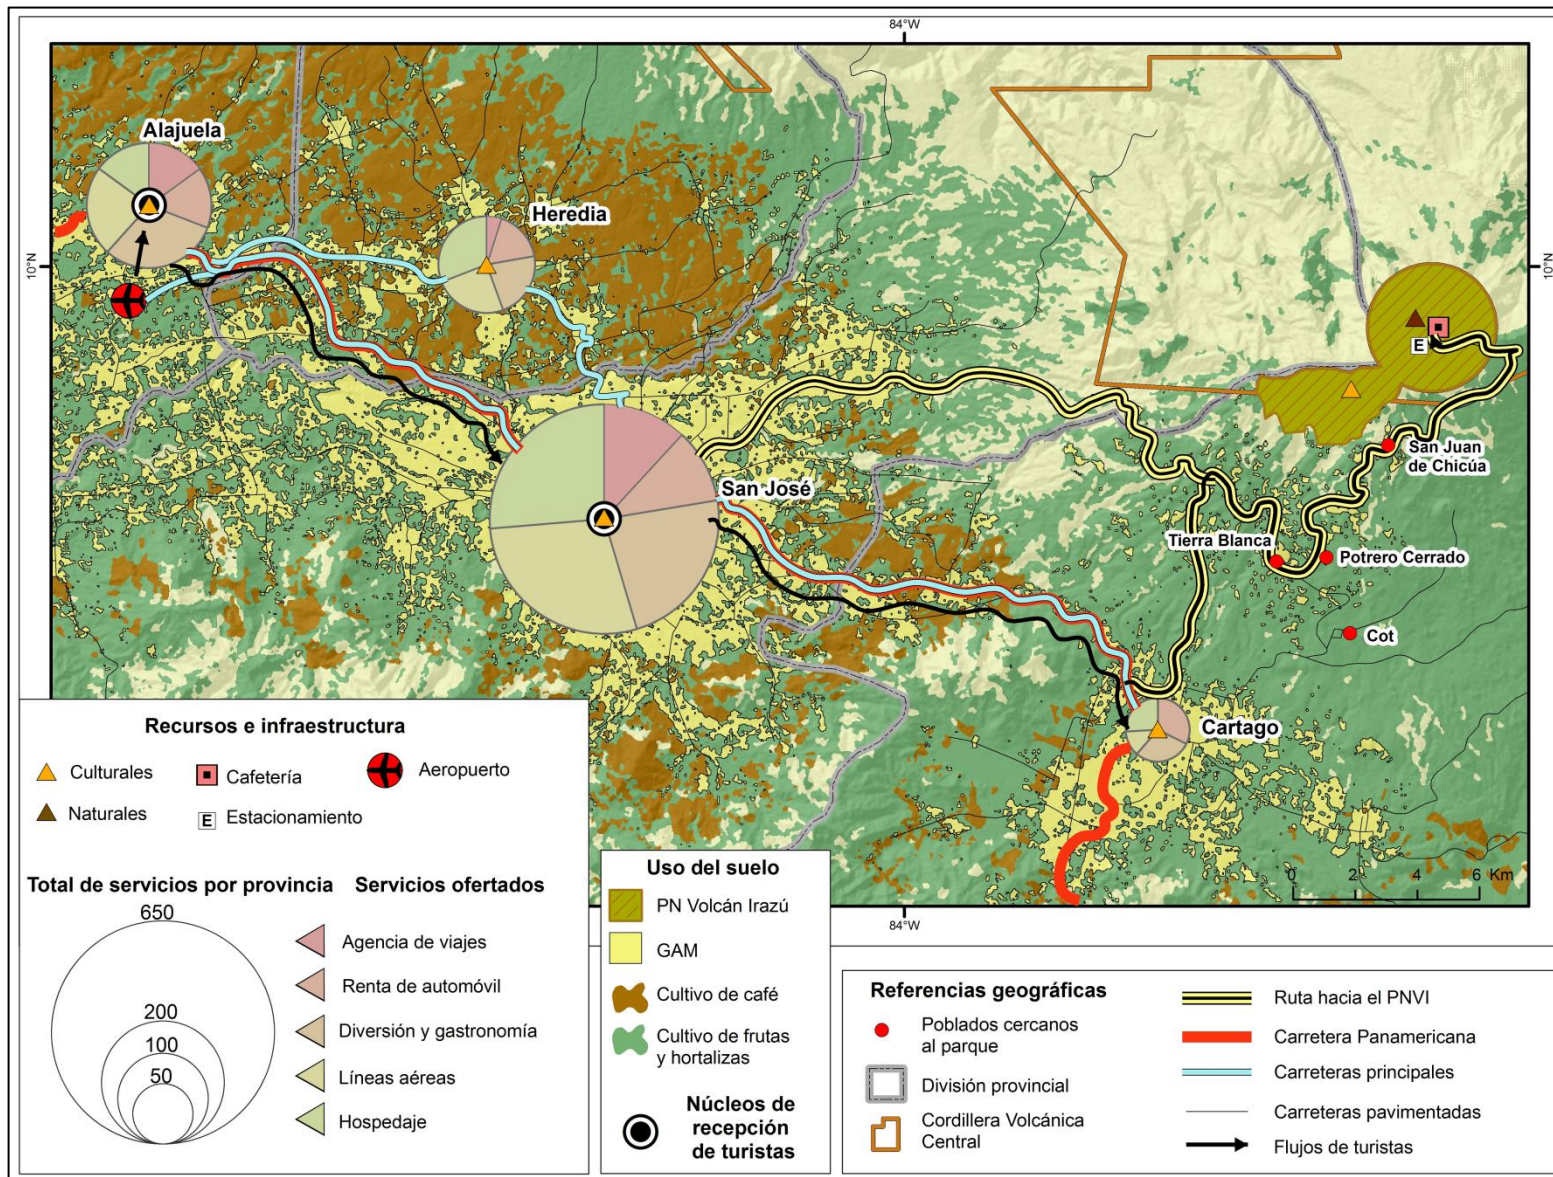 84°W
10°N
10°N
Alajuela
Heredia
San José
Tierra Blanca
San Juan
de Chicúa
Potrero Cerrado
Cot
Cartago
0 2 4 6 Km
84°W
Recursos e infraestructura
Culturales
Cafetería
Aeropuerto
Naturales
E
Estacionamiento
E
Total de servicios por provincia
650
200
100
50
Servicios ofertados
Agencia de viajes
Renta de automóvil
Diversión y gastronomía
Líneas aéreas
Hospedaje
Uso del suelo
PN Volcán Irazú
GAM
Cultivo de café
Cultivo de frutas
y hortalizas
Núcleos de
recepción
de turistas
Referencias geográficas
Poblados cercanos
al parque
División provincial
Cordillera Volcánica
Central
Ruta hacia el PNVI
Carretera Panamericana
Carreteras principales
Carreteras pavimentadas
Flujos de turistas